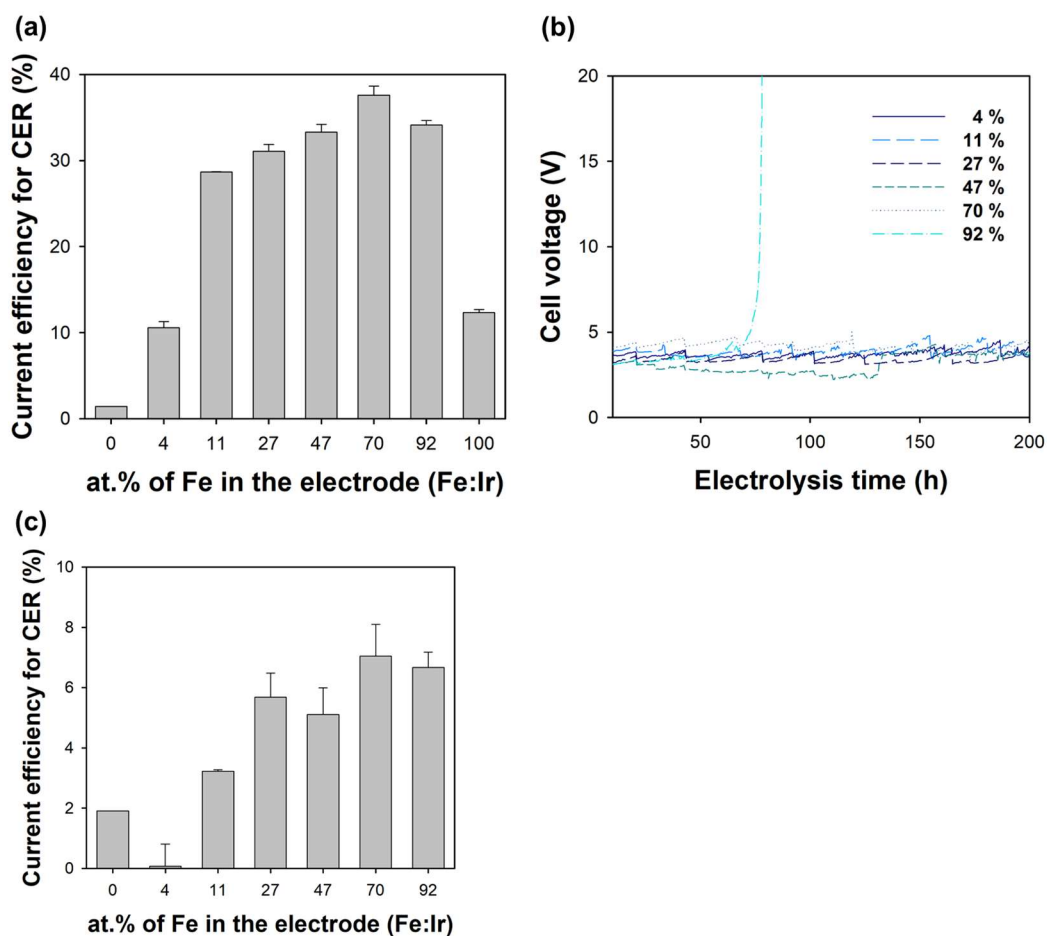 (a)
Current efficiency for CER (%)
40
30
20
10
0
0 4 11 27 47 70 92 100
at.% of Fe in the electrode (Fe:Ir)
(b)
Cell voltage (V)
20
15
10
5
0
4 %
11 %
27 %
47 %
70 %
92 %
50 100 150 200
Electrolysis time (h)
(c)
Current efficiency for CER (%)
10
8
6
4
2
0
0 4 11 27 47 70 92
at.% of Fe in the electrode (Fe:Ir)